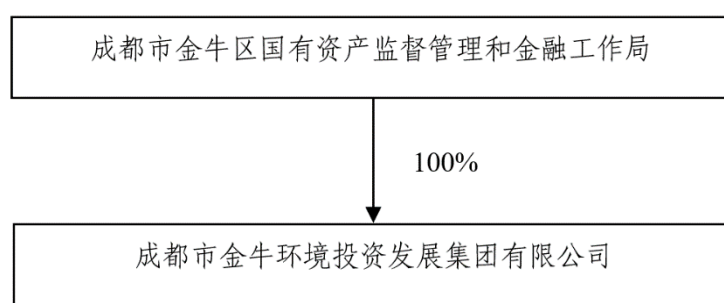 成都市金牛区国有资产监督管理和金融工作局
100%
成都市金牛环境投资发展集团有限公司